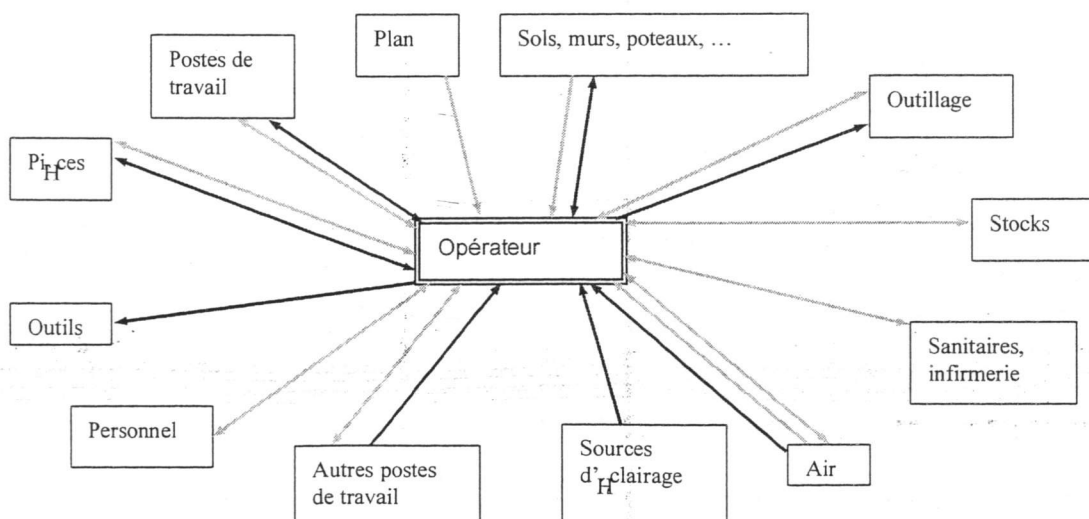 Plan
Sols, murs, poteaux, …
Postes de
travail
Outillage
PiHces
Stocks
Opérateur
Outils
Sanitaires,
infirmerie
Personnel
Autres postes
de travail
Sources
d'Hclairage
Air